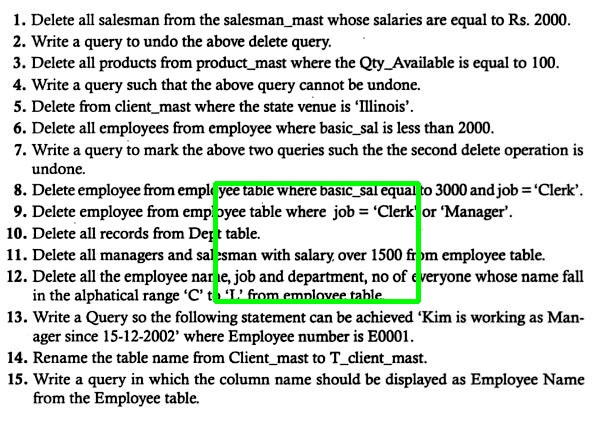 1. Delete all salesman from the salesman_mast whose salaries are equal to Rs. 2000.
2. Write a query to undo the above delete query.
3. Delete all products from product_mast where the Qty_Available is equal to 100.
4. Write a query such that the above query cannot be undone.
5. Delete from client_mast where the state venue is ‘Illinois’.
6. Delete all employees from employee where basic_sal is less than 2000.
7. Write a query to mark the above two queries such the the second delete operation is
undone.
8. Delete employee from employee table where basic_sal equal to 3000 and job = ‘Clerk’.
9. Delete employee from employee table where job = ‘Clerk’ or ‘Manager’.
10. Delete all records from Dept table.
11. Delete all managers and salesman with salary over 1500 from employee table.
12. Delete all the employee name, job and department, no of everyone whose name fall
in the alphatical range ‘C’ to ‘L’ from employee table.
13. Write a Query so the following statement can be achieved ‘Kim is working as Man-
ager since 15-12-2002’ where Employee number is E0001.
14. Rename the table name from Client_mast to T_client_mast.
15. Write a query in which the column name should be displayed as Employee Name
from the Employee table.